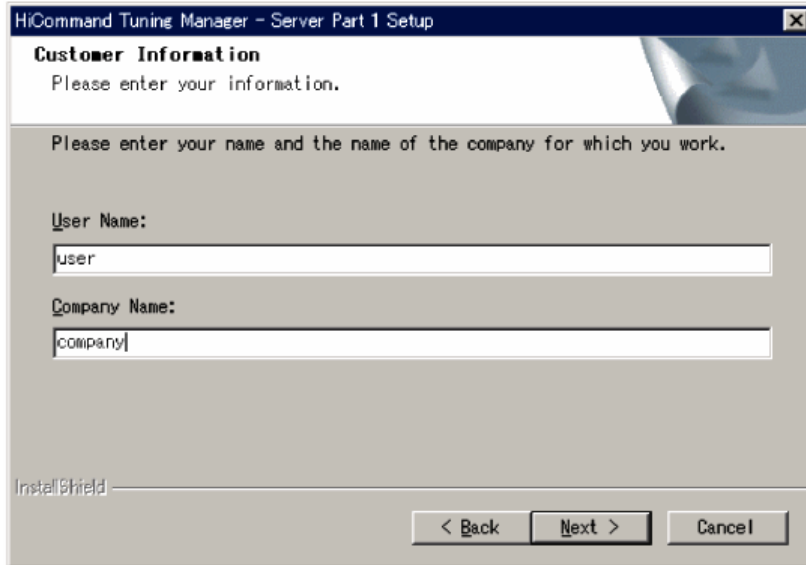 HiCommand Tuning Manager - Server Part 1 Setup
Customer Information
Please enter your information.
Please enter your name and the name of the company for which you work.
User Name:
user
Company Name:
company
InstallShield
< Back Next > Cancel